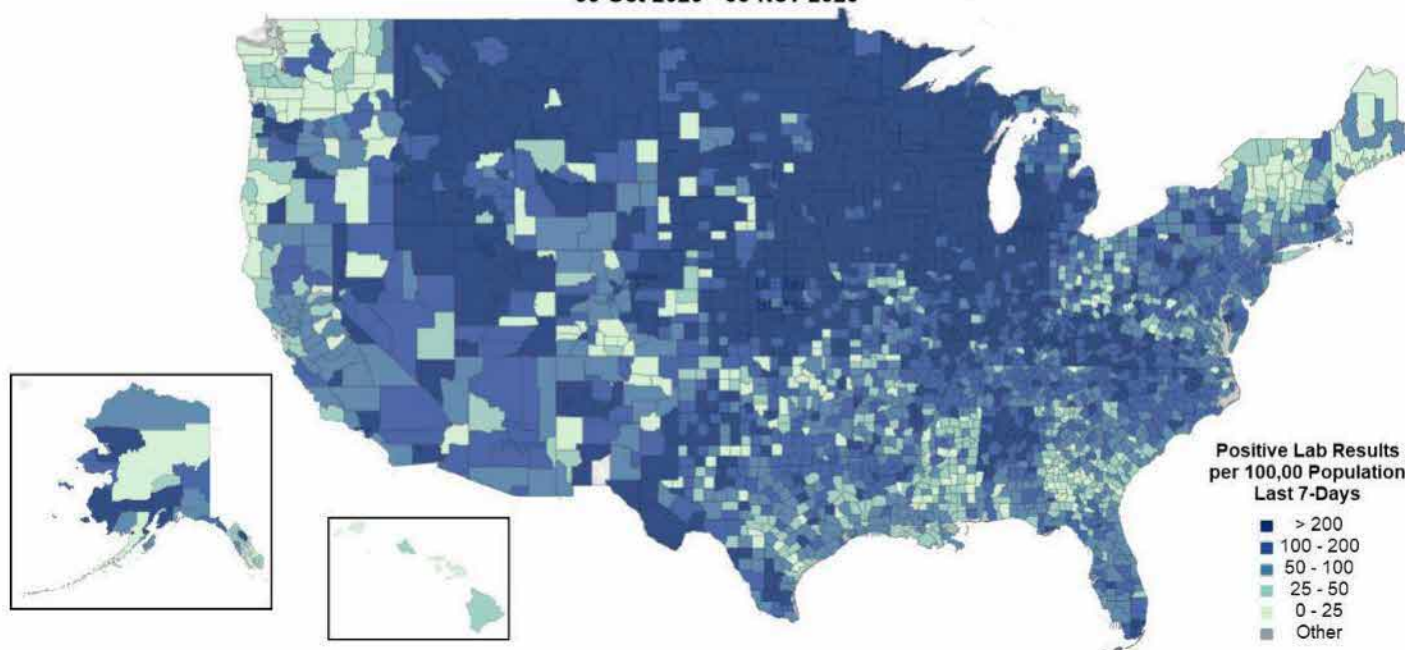 Positive Lab Results
per 100,00 Population
Last 7-Days
> 200
100 - 200
50 - 100
25 - 50
0 - 25
Other